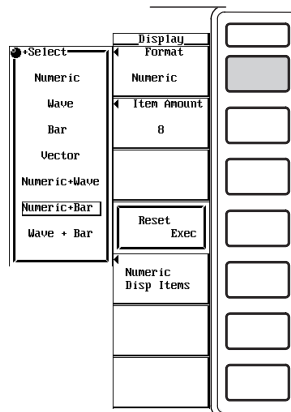 Display
+Select
Format
Numeric
Numeric
Wave
Item Amount
Bar
8
Vector
Numeric+Wave
Numeric+Bar
Reset
Wave + Bar
Exec
Numeric
Disp Items